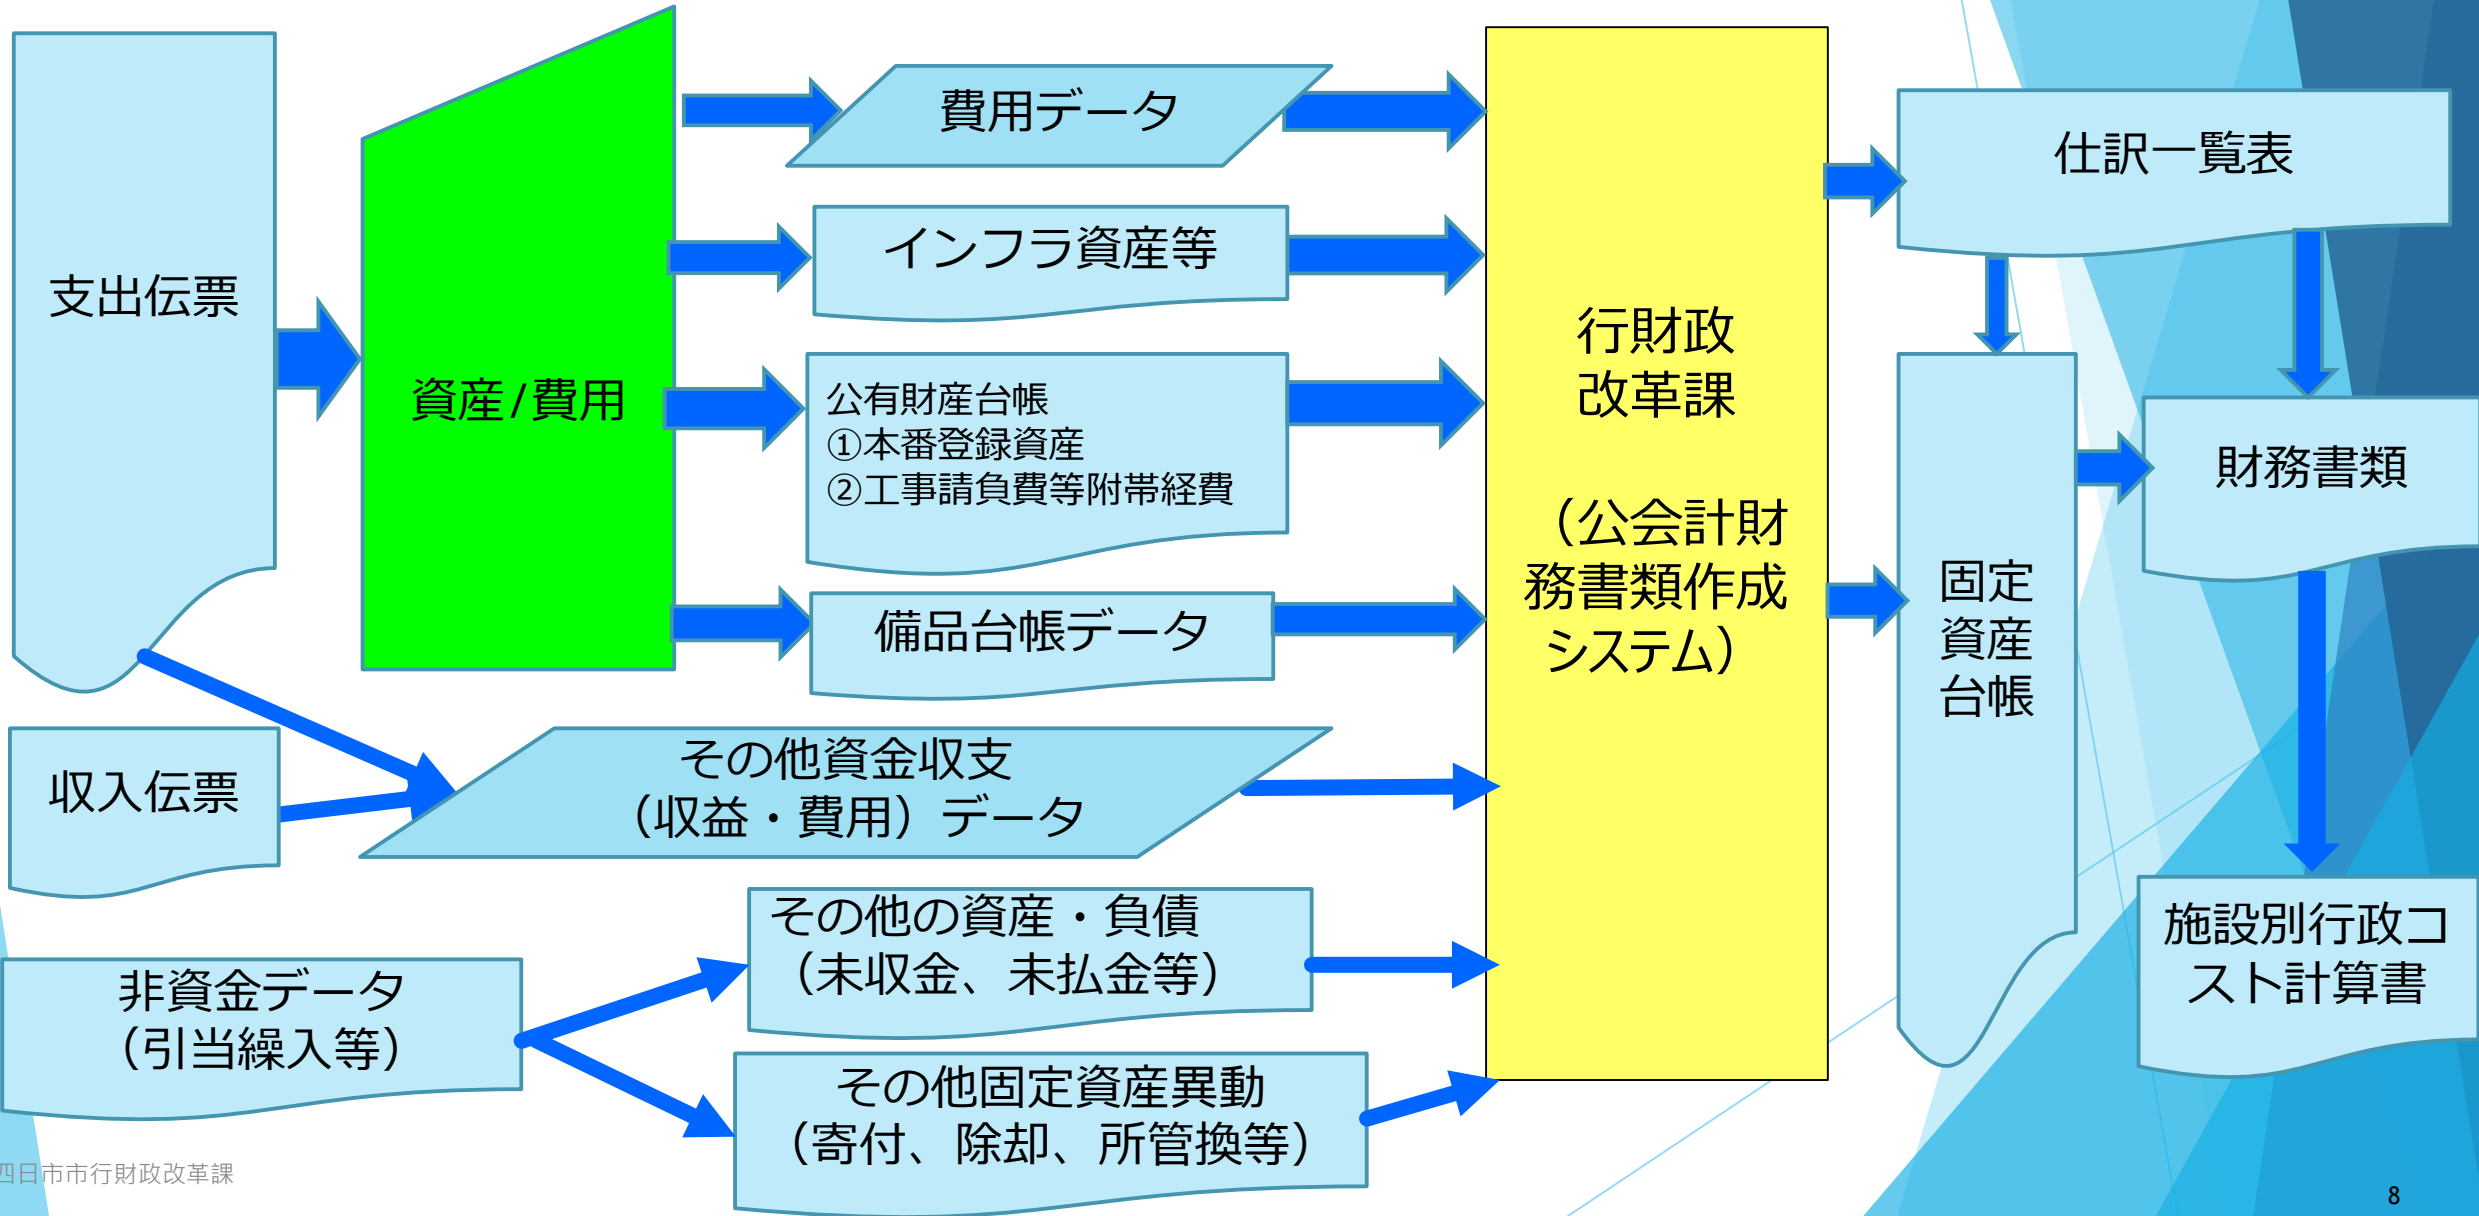 支出伝票
収入伝票
非資金データ
（引当繰入等）
資産/費用
費用データ
インフラ資産等
公有財産台帳
①本番登録資産
②工事請負費等附帯経費
備品台帳データ
その他資金収支
（収益・費用）データ
その他の資産・負債
（未収金、未払金等）
その他固定資産異動
（寄付、除却、所管換等）
行財政
改革課
（公会計財
務書類作成
システム）
仕訳一覧表
固定
資産
台帳
財務書類
施設別行政コ
スト計算書
四日市市行財政改革課
8